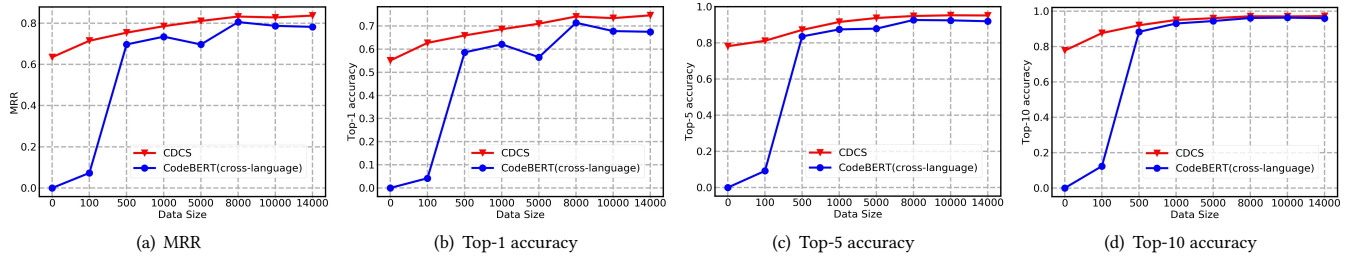 MRR
0.8
0.6
0.4
0.2
0.0
CDCS
CodeBERT(cross-language)
0 100 500 1000 5000 8000 10000 14000
Data Size
(a) MRR
Top-1 accuracy
0.7
0.6
0.5
0.4
0.3
0.2
0.1
0.0
CDCS
CodeBERT(cross-language)
0 100 500 1000 5000 8000 10000 14000
Data Size
(b) Top-1 accuracy
Top-5 accuracy
1.0
0.8
0.6
0.4
0.2
0.0
CDCS
CodeBERT(cross-language)
0 100 500 1000 5000 8000 10000 14000
Data Size
(c) Top-5 accuracy
Top-10 accuracy
1.0
0.8
0.6
0.4
0.2
0.0
CDCS
CodeBERT(cross-language)
0 100 500 1000 5000 8000 10000 14000
Data Size
(d) Top-10 accuracy